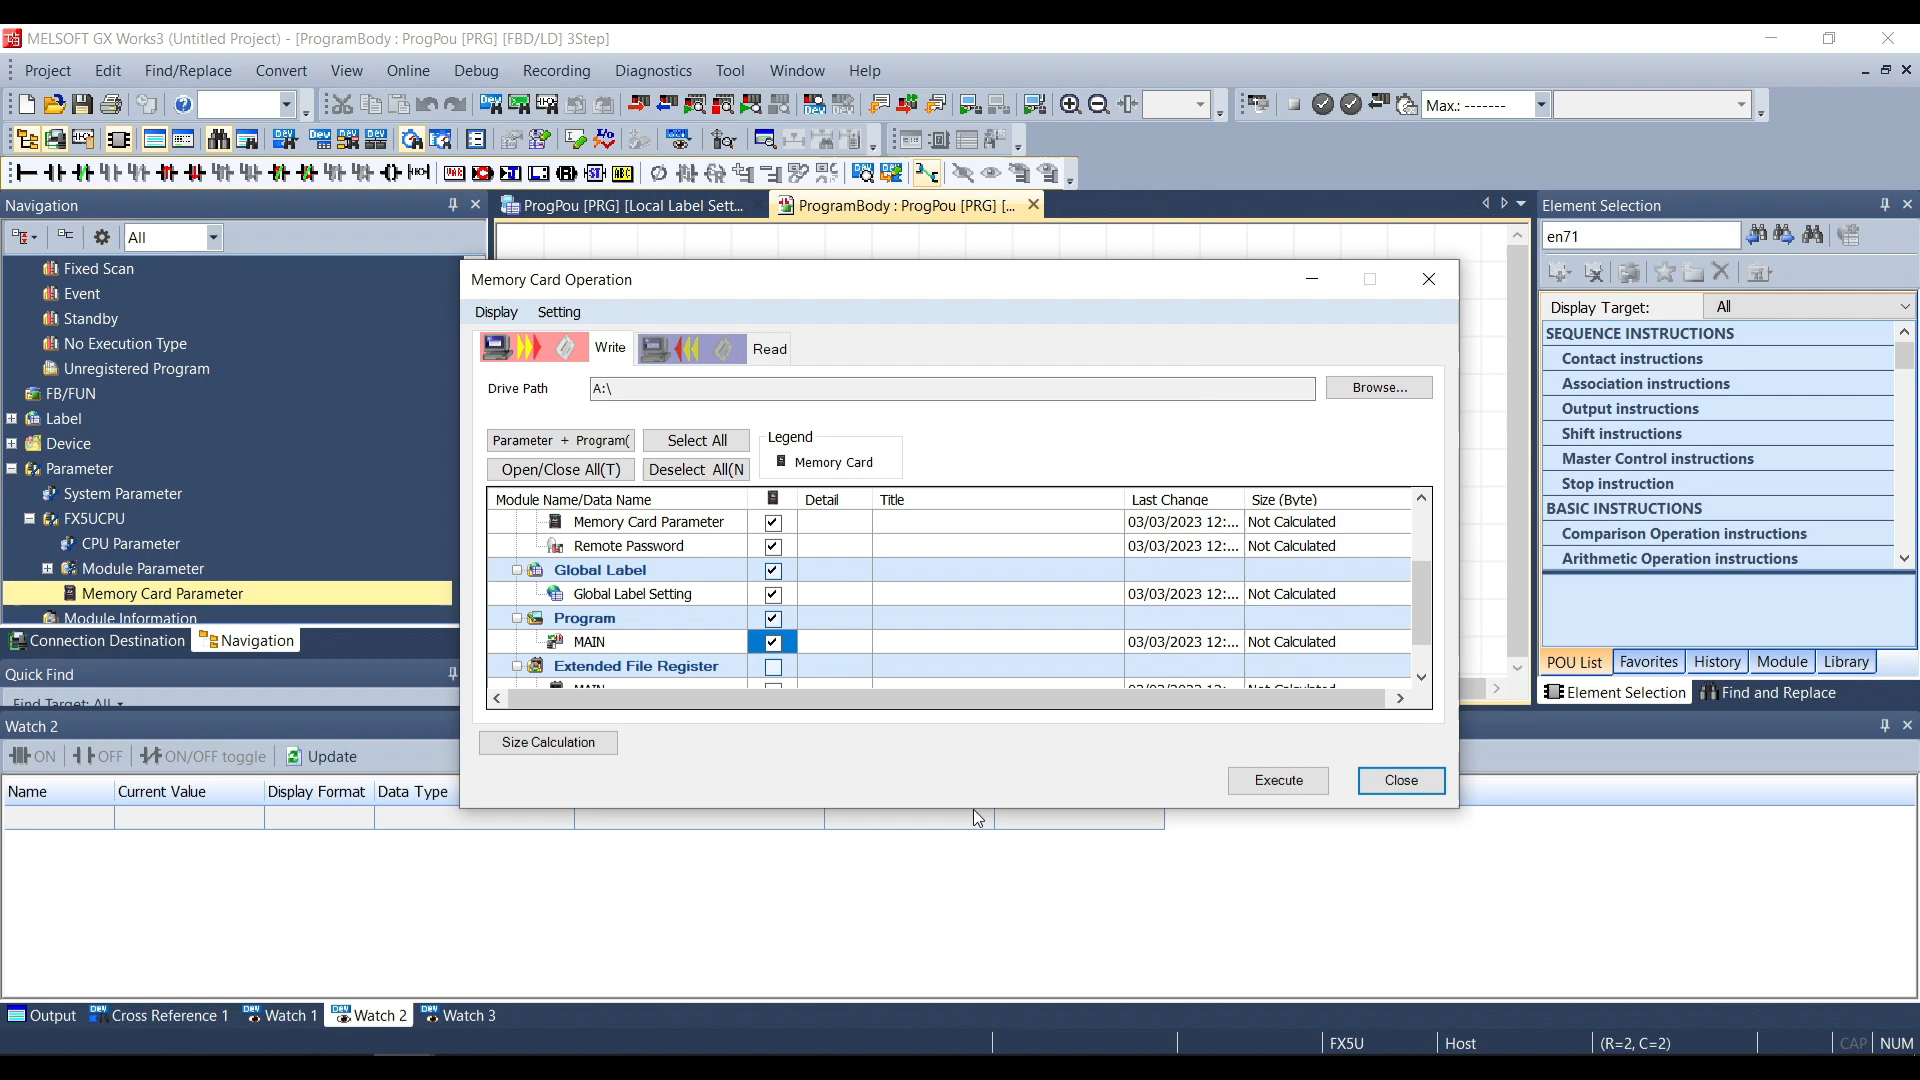 MELSOFT GX Works3 (Untitled Project) - [ProgramBody : ProgPou [PRG] [FBD/LD] 3Step]
Project Edit Find/Replace Convert View Online Debug Recording Diagnostics Tool Window Help
Max.: -------
Navigation
ProgPou [PRG] [Local Label Sett...
ProgramBody : ProgPou [PRG] [...
Element Selection
All
en71
Fixed Scan
Event
Standby
No Execution Type
Unregistered Program
FB/FUN
Label
Device
Parameter
System Parameter
FX5UCPU
CPU Parameter
Module Parameter
Memory Card Parameter
Module Information
Connection Destination
Navigation
Quick Find
Find Target: All
Memory Card Operation
Display Setting
Write
Read
Drive Path
A:\
Browse...
Parameter + Program(
Select All
Legend
Open/Close All(T)
Deselect All(N
Memory Card
Module Name/Data Name Detail Title Last Change Size (Byte)
Memory Card Parameter 03/03/2023 12:... Not Calculated
Remote Password 03/03/2023 12:... Not Calculated
Global Label
Global Label Setting 03/03/2023 12:... Not Calculated
Program
MAIN 03/03/2023 12:... Not Calculated
Extended File Register
MAIN 03/03/2023 12:... Not Calculated
Size Calculation
Execute
Close
Display Target: All
SEQUENCE INSTRUCTIONS
Contact instructions
Association instructions
Output instructions
Shift instructions
Master Control instructions
Stop instruction
BASIC INSTRUCTIONS
Comparison Operation instructions
Arithmetic Operation instructions
POU List Favorites History Module Library
Element Selection
Find and Replace
Watch 2
ON OFF ON/OFF toggle Update
Name Current Value Display Format Data Type
Output Cross Reference 1 Watch 1 Watch 2 Watch 3
FX5U Host (R=2, C=2) CAP NUM